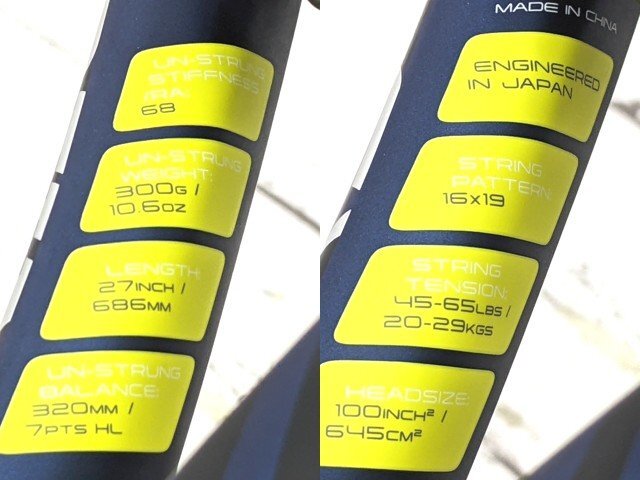 UN-STRUNG
STIFFNESS
(RA):
68
UN-STRUNG
WEIGHT:
300G /
10.6OZ
LENGTH:
27INCH /
686MM
UN-STRUNG
BALANCE:
320MM /
7PTS HL
MADE IN CHINA
ENGINEERED
IN JAPAN
STRING
PATTERN:
16X19
STRING
TENSION:
45-65LBS /
20-29KGS
HEADSIZE:
100INCH² /
645CM²